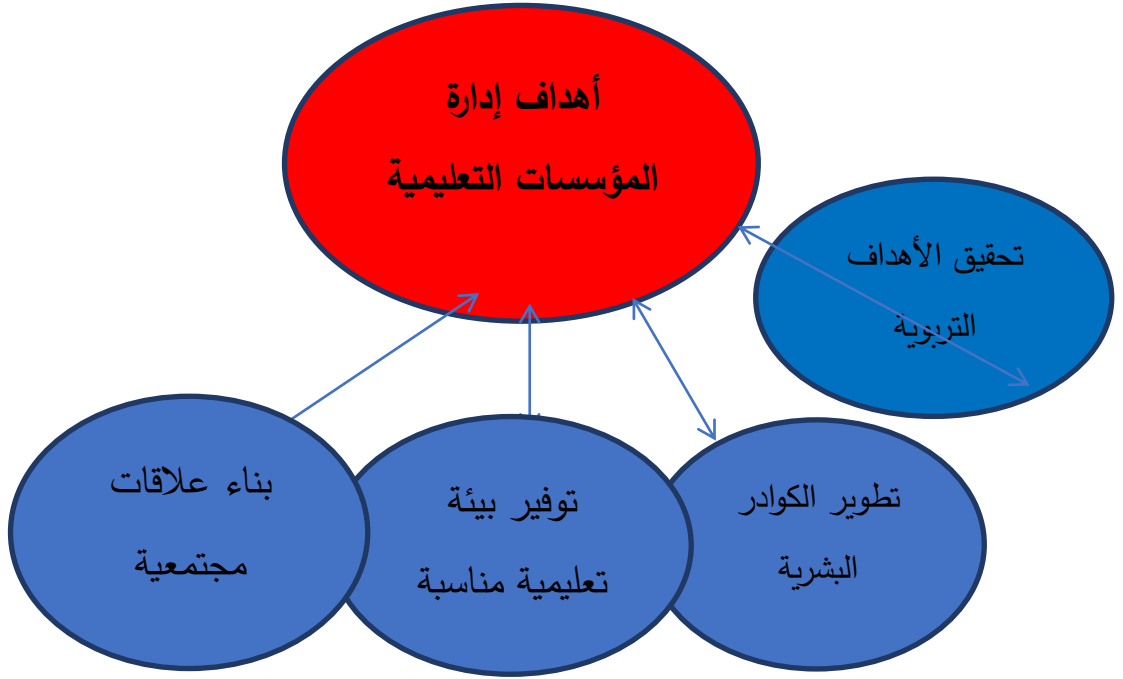 أهداف إدارة
المؤسسات التعليمية
تحقيق الأهداف
التربوية
تطوير الكوادر
البشرية
توفير بيئة
تعليمية مناسبة
بناء علاقات
مجتمعية